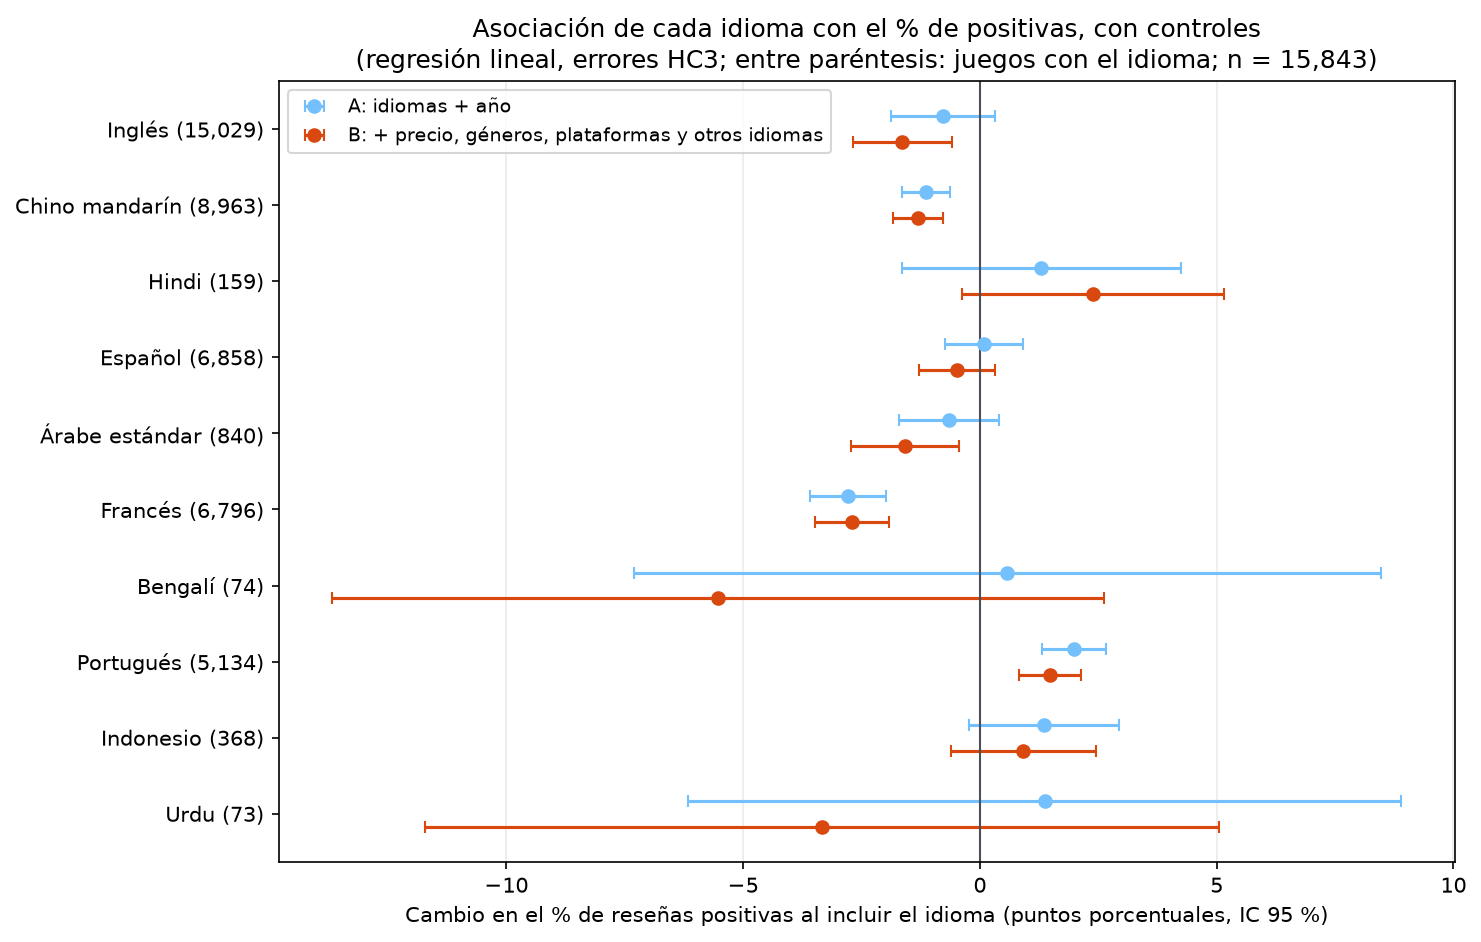 Asociación de cada idioma con el % de positivas, con controles
(regresión lineal, errores HC3; entre paréntesis: juegos con el idioma; n = 15,843)
A: idiomas + año
B: + precio, géneros, plataformas y otros idiomas
Inglés (15,029)
Chino mandarín (8,963)
Hindi (159)
Español (6,858)
Árabe estándar (840)
Francés (6,796)
Bengalí (74)
Portugués (5,134)
Indonesio (368)
Urdu (73)
−10
−5
0
5
10
Cambio en el % de reseñas positivas al incluir el idioma (puntos porcentuales, IC 95 %)